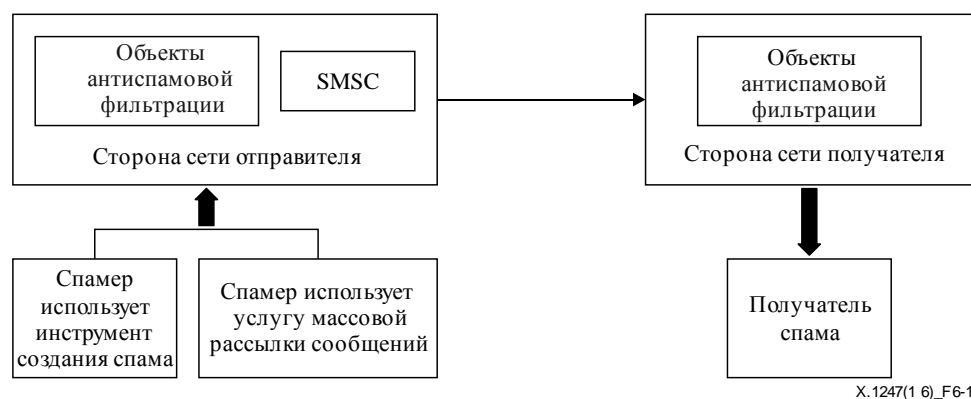 Объекты
антиспамовой
фильтрации
SMSC
Сторона сети отправителя
Объекты
антиспамовой
фильтрации
Сторона сети получателя
Спамер
использует
инструмент
создания спама
Спамер использует
услугу массовой
рассылки сообщений
Получатель
спама
X.1247(1 6)_F6-1